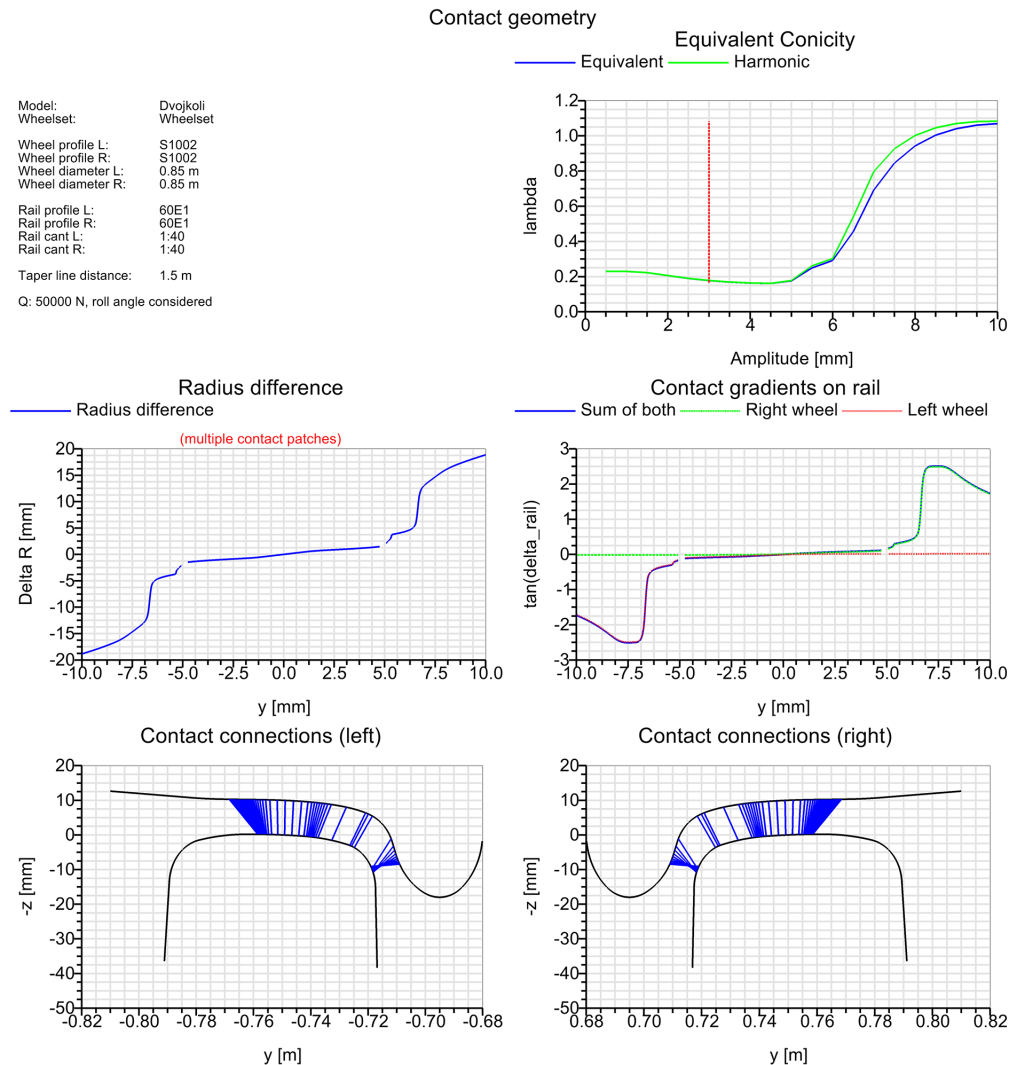 Contact geometry
Equivalent Conicity
Equivalent Harmonic
Model: Dvojkoli
Wheelset: Wheelset
Wheel profile L: S1002
Wheel profile R: S1002
Wheel diameter L: 0.85 m
Wheel diameter R: 0.85 m
Rail profile L: 60E1
Rail profile R: 60E1
Rail cant L: 1:40
Rail cant R: 1:40
Taper line distance: 1.5 m
Q: 50000 N, roll angle considered
lambda
1.2
1.0
0.8
0.6
0.4
0.2
0.0
0 2 4 6 8 10
Amplitude [mm]
Radius difference
Radius difference
(multiple contact patches)
Delta R [mm]
20
15
10
5
0
-5
-10
-15
-20
-10.0 -7.5 -5.0 -2.5 0.0 2.5 5.0 7.5 10.0
y [mm]
Contact gradients on rail
Sum of both Right wheel Left wheel
tan(delta_rail)
3
2
1
0
-1
-2
-3
-10.0 -7.5 -5.0 -2.5 0.0 2.5 5.0 7.5 10.0
y [mm]
Contact connections (left)
-z [mm]
20
10
0
-10
-20
-30
-40
-50
-0.82 -0.80 -0.78 -0.76 -0.74 -0.72 -0.70 -0.68
y [m]
Contact connections (right)
-z [mm]
20
10
0
-10
-20
-30
-40
-50
0.68 0.70 0.72 0.74 0.76 0.78 0.80 0.82
y [m]